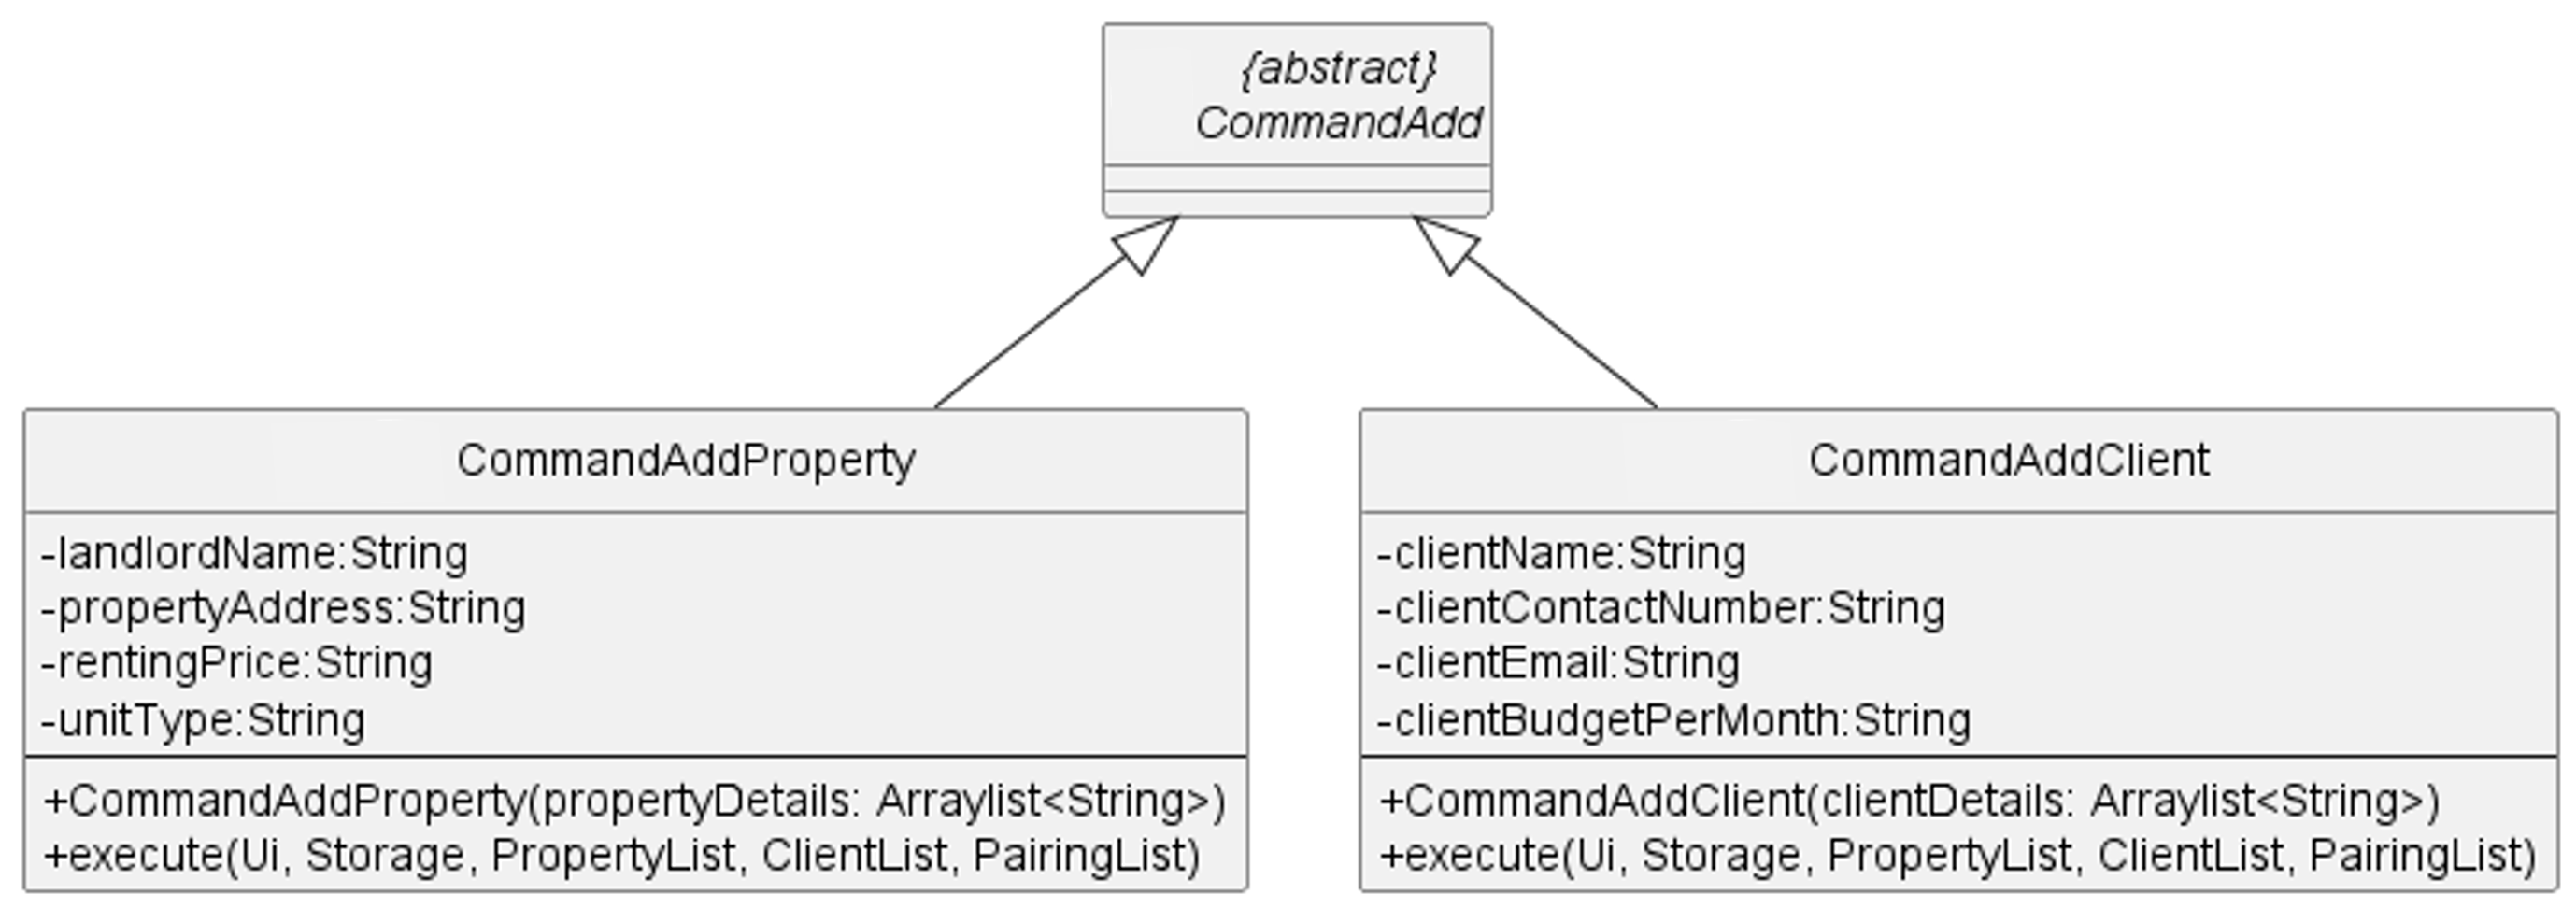 {abstract}
CommandAdd
CommandAddProperty
-landlordName:String
-propertyAddress:String
-rentingPrice:String
-unitType:String
+CommandAddProperty(propertyDetails: Arraylist<String>)
+execute(Ui, Storage, PropertyList, ClientList, PairingList)
CommandAddClient
-clientName:String
-clientContactNumber:String
-clientEmail:String
-clientBudgetPerMonth:String
+CommandAddClient(clientDetails: Arraylist<String>)
+execute(Ui, Storage, PropertyList, ClientList, PairingList)